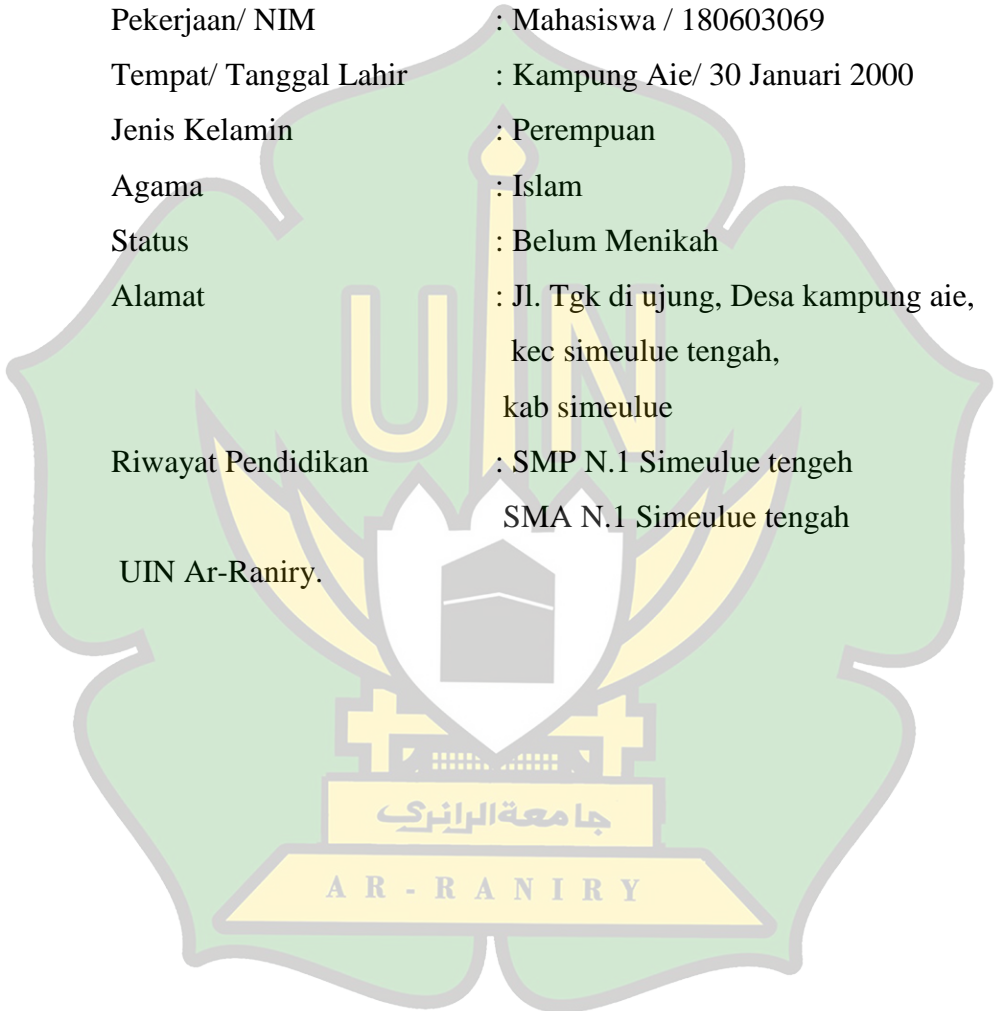 Pekerjaan/ NIM : Mahasiswa / 180603069
Tempat/ Tanggal Lahir : Kampung Aie/ 30 Januari 2000
Jenis Kelamin : Perempuan
Agama : Islam
Status : Belum Menikah
Alamat : Jl. Tgk di ujung, Desa kampung aie,
kec simeulue tengah,
kab simeulue
Riwayat Pendidikan : SMP N.1 Simeulue tengeh
SMA N.1 Simeulue tengah
UIN Ar-Raniry.
UIN
جامعة الرانري
AR-RANIRY